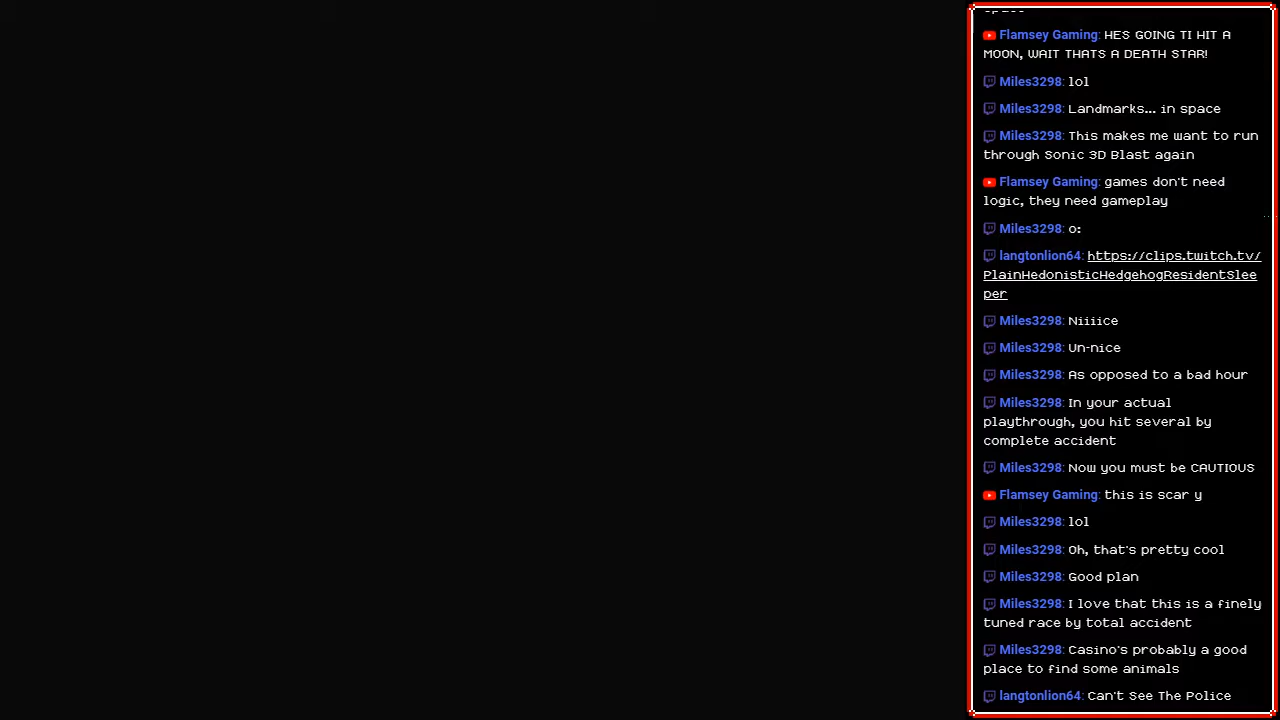 space
Flamsey Gaming: HES GOING TI HIT A
MOON, WAIT THATS A DEATH STAR!
Miles3298: lol
Miles3298: Landmarks... in space
Miles3298: This makes me want to run
through Sonic 3D Blast again
Flamsey Gaming: games don't need
logic, they need gameplay
Miles3298: o:
langtonlion64: https://clips.twitch.tv/
PlainHedonisticHedgehogResidentSlee
per
Miles3298: Niiiice
Miles3298: Un-nice
Miles3298: As opposed to a bad hour
Miles3298: In your actual
playthrough, you hit several by
complete accident
Miles3298: Now you must be CAUTIOUS
Flamsey Gaming: this is scar y
Miles3298: lol
Miles3298: Oh, that's pretty cool
Miles3298: Good plan
Miles3298: I love that this is a finely
tuned race by total accident
Miles3298: Casino's probably a good
place to find some animals
langtonlion64: Can't See The Police